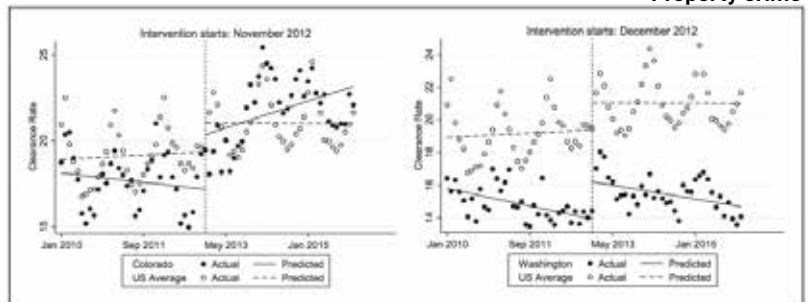 Property crime
Intervention starts: November 2012
Clearance Rate
25
20
15
Jan 2010 Sep 2011 May 2013 Jan 2015
Colorado ● Actual Predicted
US Average ○ Actual Predicted
Intervention starts: December 2012
Clearance Rate
24
22
20
18
16
14
Jan 2010 Sep 2011 May 2013 Jan 2015
Washington ● Actual Predicted
US Average ○ Actual Predicted